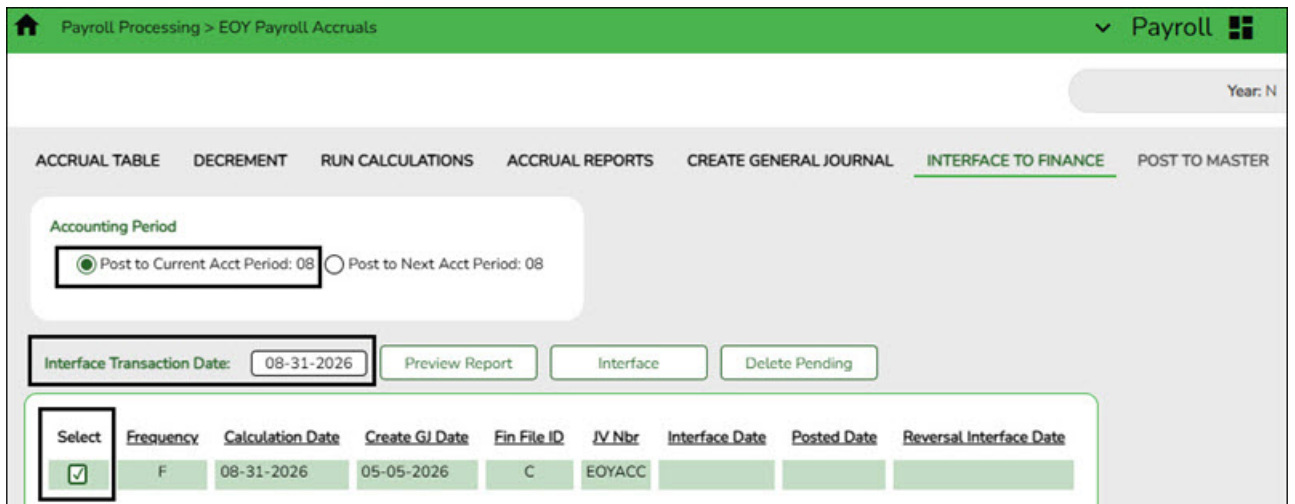 Payroll Processing > EOY Payroll Accruals Payroll
Year: N
ACCRUAL TABLE DECREMENT RUN CALCULATIONS ACCRUAL REPORTS CREATE GENERAL JOURNAL INTERFACE TO FINANCE POST TO MASTER
Accounting Period
Post to Current Acct Period: 08 Post to Next Acct Period: 08
Interface Transaction Date: 08-31-2026 Preview Report Interface Delete Pending
Select Frequency Calculation Date Create GJ Date Fin File ID JV Nbr Interface Date Posted Date Reversal Interface Date
F 08-31-2026 05-05-2026 C EOYACC